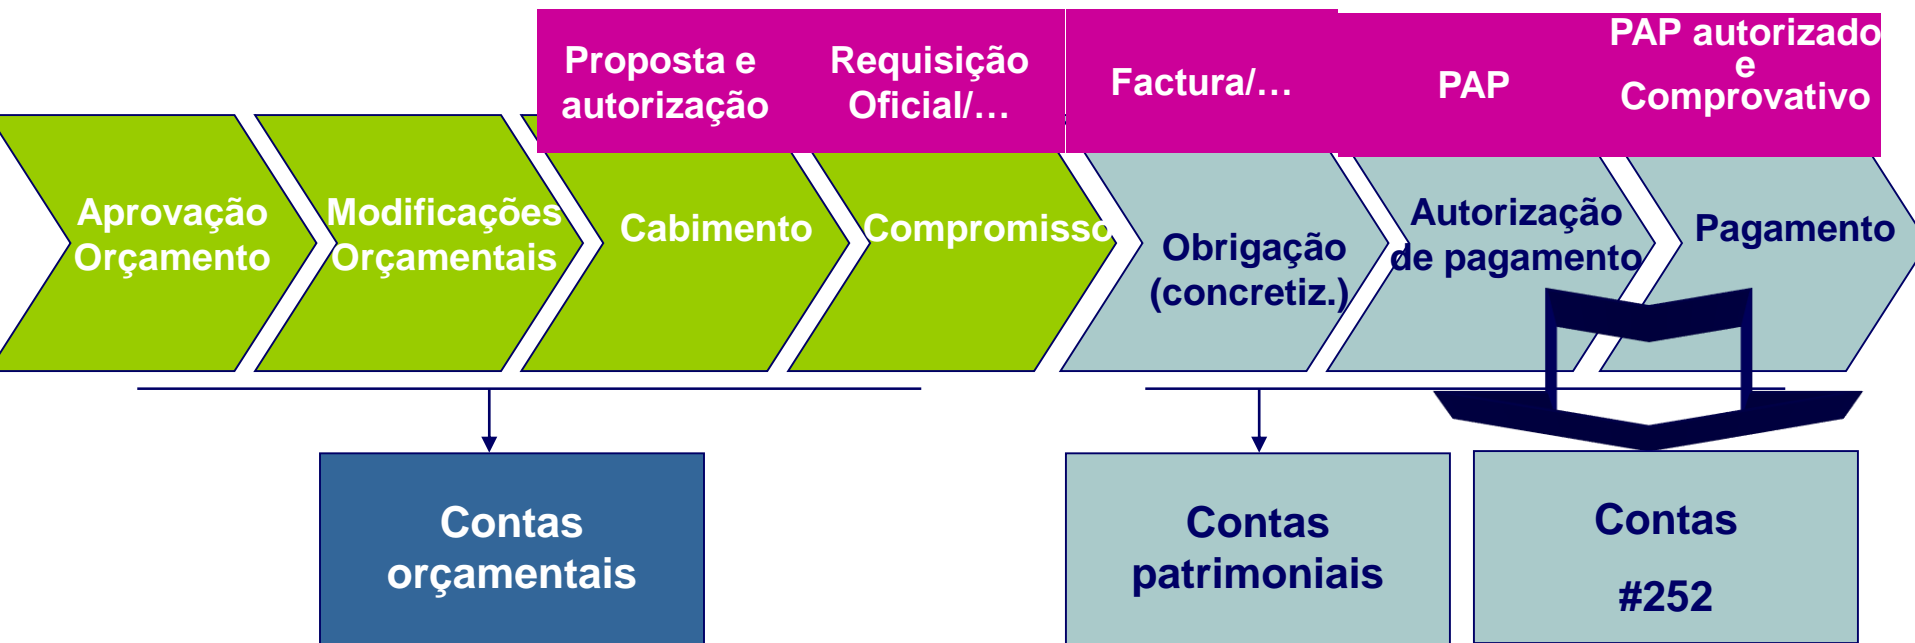 Proposta e
autorização
Requisição
Oficial/…
Factura/…
PAP
PAP autorizado
e
Comprovativo
Aprovação
Orçamento
Modificações
Orçamentais
Cabimento
Compromisso
Obrigação
(concretiz.)
Autorização
de pagamento
Pagamento
Contas
orçamentais
Contas
patrimoniais
Contas
#252